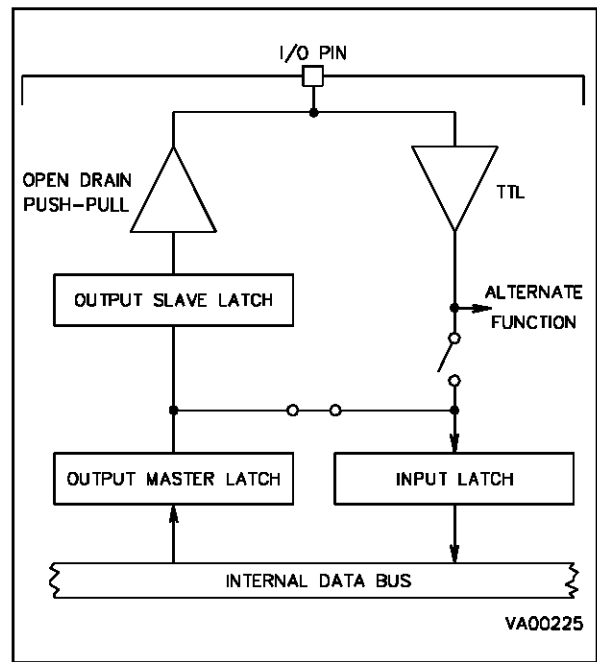 I/O PIN
OPEN DRAIN
PUSH-PULL
TTL
OUTPUT SLAVE LATCH
ALTERNATE
FUNCTION
OUTPUT MASTER LATCH
INPUT LATCH
INTERNAL DATA BUS
VA00225